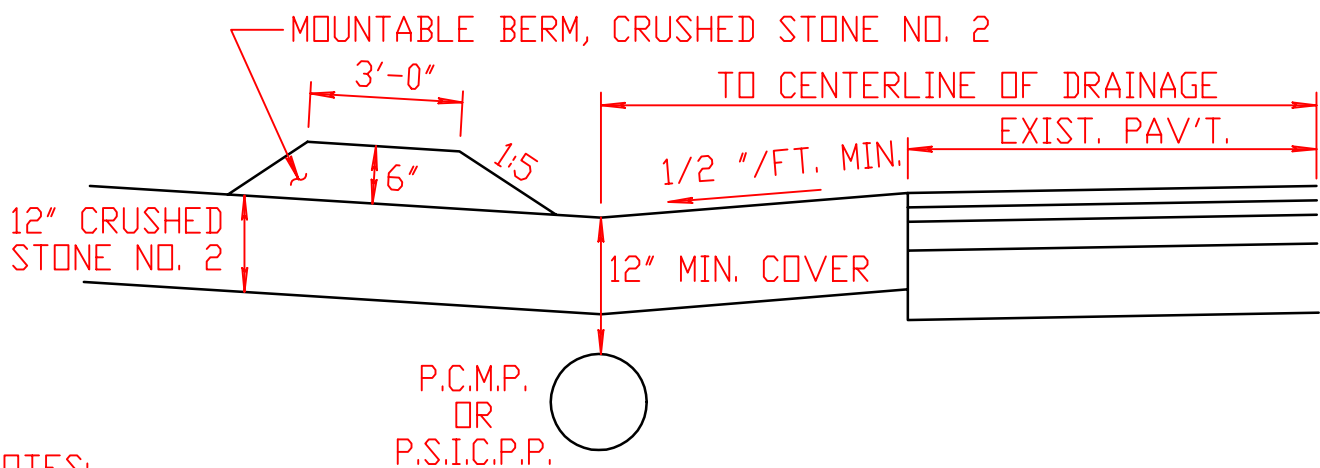 MOUNTABLE BERM, CRUSHED STONE NO. 2
3'-0"
TO CENTERLINE OF DRAINAGE
EXIST. PAV'T.
1:5
1/2 "/FT. MIN.
6"
12" CRUSHED
STONE NO. 2
12" MIN. COVER
P.C.M.P.
OR
P.S.I.C.P.P.